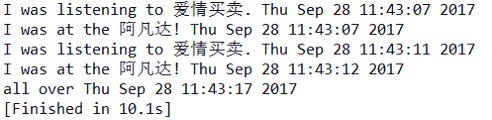 I was listening to 爱情买卖. Thu Sep 28 11:43:07 2017
I was at the 阿凡达! Thu Sep 28 11:43:07 2017
I was listening to 爱情买卖. Thu Sep 28 11:43:11 2017
I was at the 阿凡达! Thu Sep 28 11:43:12 2017
all over Thu Sep 28 11:43:17 2017
[Finished in 10.1s]